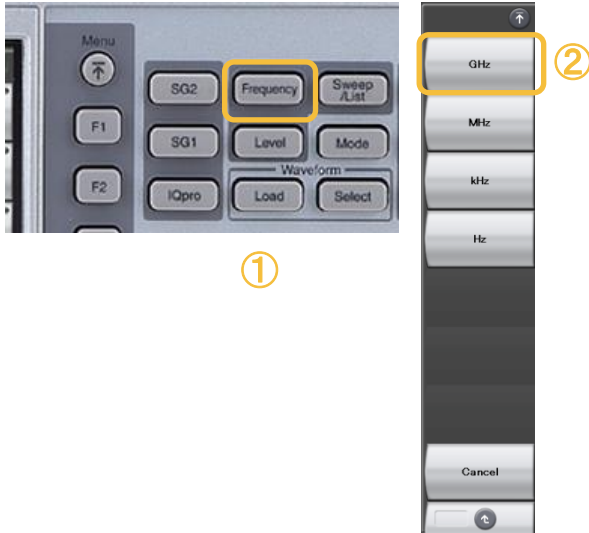 Menu
SG2
Frequency
Sweep
/List
F1
SG1
Level
Mode
Waveform
F2
IQpro
Load
Select
①
GHz
②
MHz
kHz
Hz
Cancel